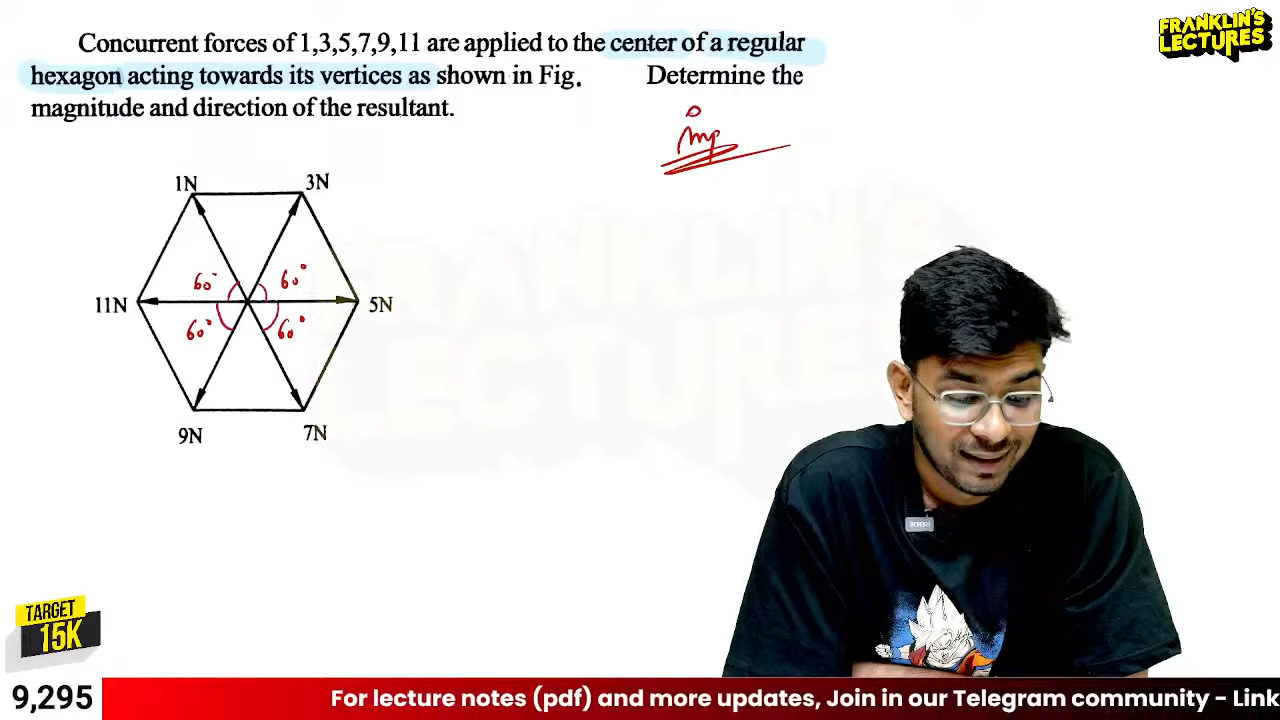 Concurrent forces of 1,3,5,7,9,11 are applied to the center of a regular
hexagon acting towards its vertices as shown in Fig. Determine the
magnitude and direction of the resultant.
imp
FRANKLIN'S
LECTURES
1N
3N
60°
60°
11N
5N
60°
60°
9N
7N
FRANKLIN'S
LECTURES
TARGET
15K
9,295
For lecture notes (pdf) and more updates, Join in our Telegram community - Link